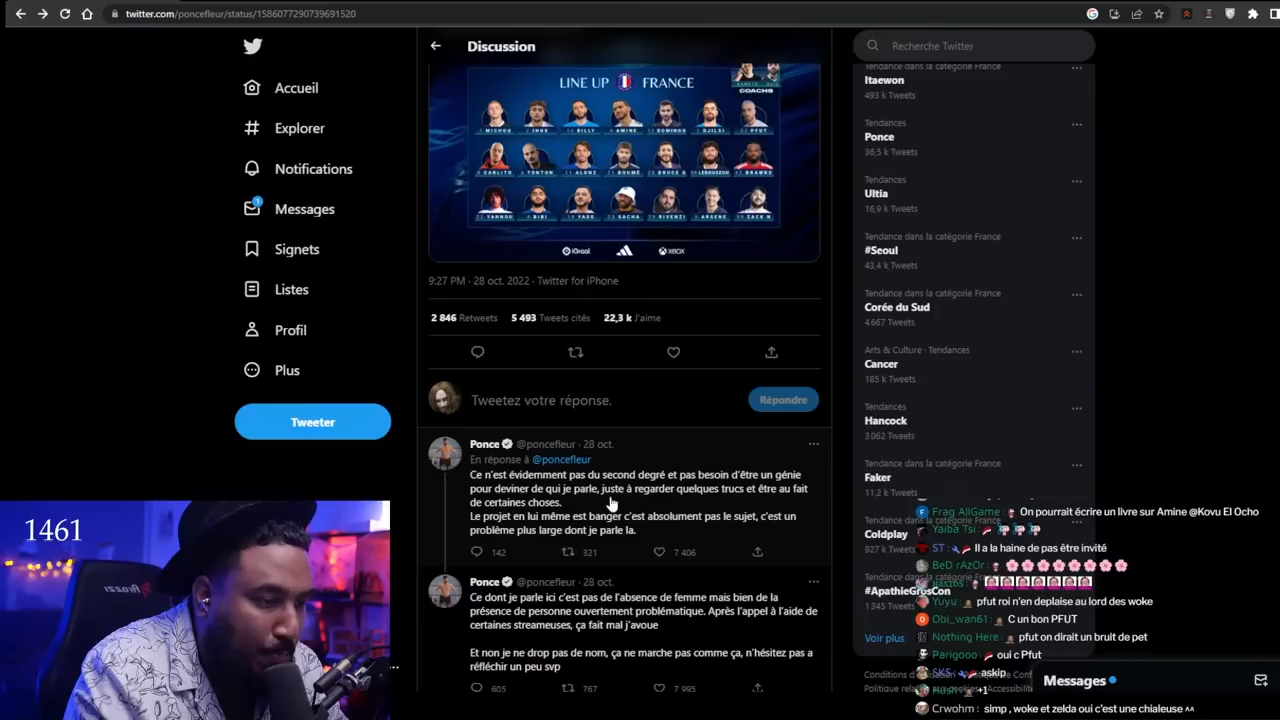 twitter.com/poncefleur/status/1586077290739691520
Accueil
Explorer
Notifications
1
Messages
Signets
Listes
Profil
Plus
Tweeter
1461
Discussion
COACHS
LINE UP FRANCE
7 MICHOU
2 INOX
BILLY
AMINE
DOMINGO
DJILSI
PFUT
CARLITO
TONTON
11 ALONZ
BOUME
BRUCE G
LEBOUSEUH
BRAWKS
YANNOU
BIBI
YASS
SACHA
RIVENZI
ARSENE
ZACK N
iGraal
XBOX
9:27 PM · 28 oct. 2022 · Twitter for iPhone
2 846 Retweets 5 493 Tweets cités 22,3 k J'aime
Tweetez votre réponse.
Répondre
Ponce @poncefleur · 28 oct.
En réponse à @poncefleur
Ce n'est évidemment pas du second degré et pas besoin d'être un génie
pour deviner de qui je parle, juste à regarder quelques trucs et être au fait
de certaines choses.
Le projet en lui même est banger c'est absolument pas le sujet, c'est un
problème plus large dont je parle la.
142 321 7 406
Ponce @poncefleur · 28 oct.
Ce dont je parle ici c'est pas de l'absence de femme mais bien de la
présence de personne ouvertement problématique. Après l'appel à l'aide de
certaines streameuses, ça fait mal j'avoue
Et non je ne drop pas de nom, ça ne marche pas comme ça, n'hésitez pas a
réfléchir un peu svp
605 767 7 995
Recherche Twitter
Tendance dans la catégorie France
Itaewon
493 k Tweets
Tendances
Ponce
36,5 k Tweets
Tendances
Ultia
16,9 k Tweets
Tendance dans la catégorie France
#Seoul
43,4 k Tweets
Tendance dans la catégorie France
Corée du Sud
4 667 Tweets
Arts & Culture · Tendances
Cancer
185 k Tweets
Tendances
Hancock
3 062 Tweets
Tendance dans la catégorie France
Faker
11,2 k Tweets
Coldplay
927 k Tweets
#ApathieGrosCon
1 345 Tweets
Voir plus
Frag AllGame : On pourrait écrire un livre sur Amine @Kovu El Ocho
Yaiba Tsi :
ST : Il a la haine de pas être invité
BeD rAzOr :
Yuyu : pfut roi n'en deplaise au lord des woke
Obi_wan61 : C un bon PFUT
Nothing Here : pfut on dirait un bruit de pet
Parigooo : oui c Pfut
SKS : askip
+1
Crwohm : simp , woke et zelda oui c'est une chialeuse ^^
Messages